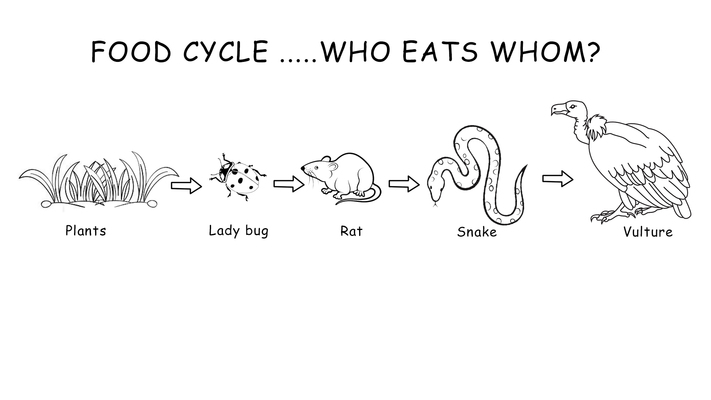 FOOD CYCLE .....WHO EATS WHOM?
Plants
Lady bug
Rat
Snake
Vulture